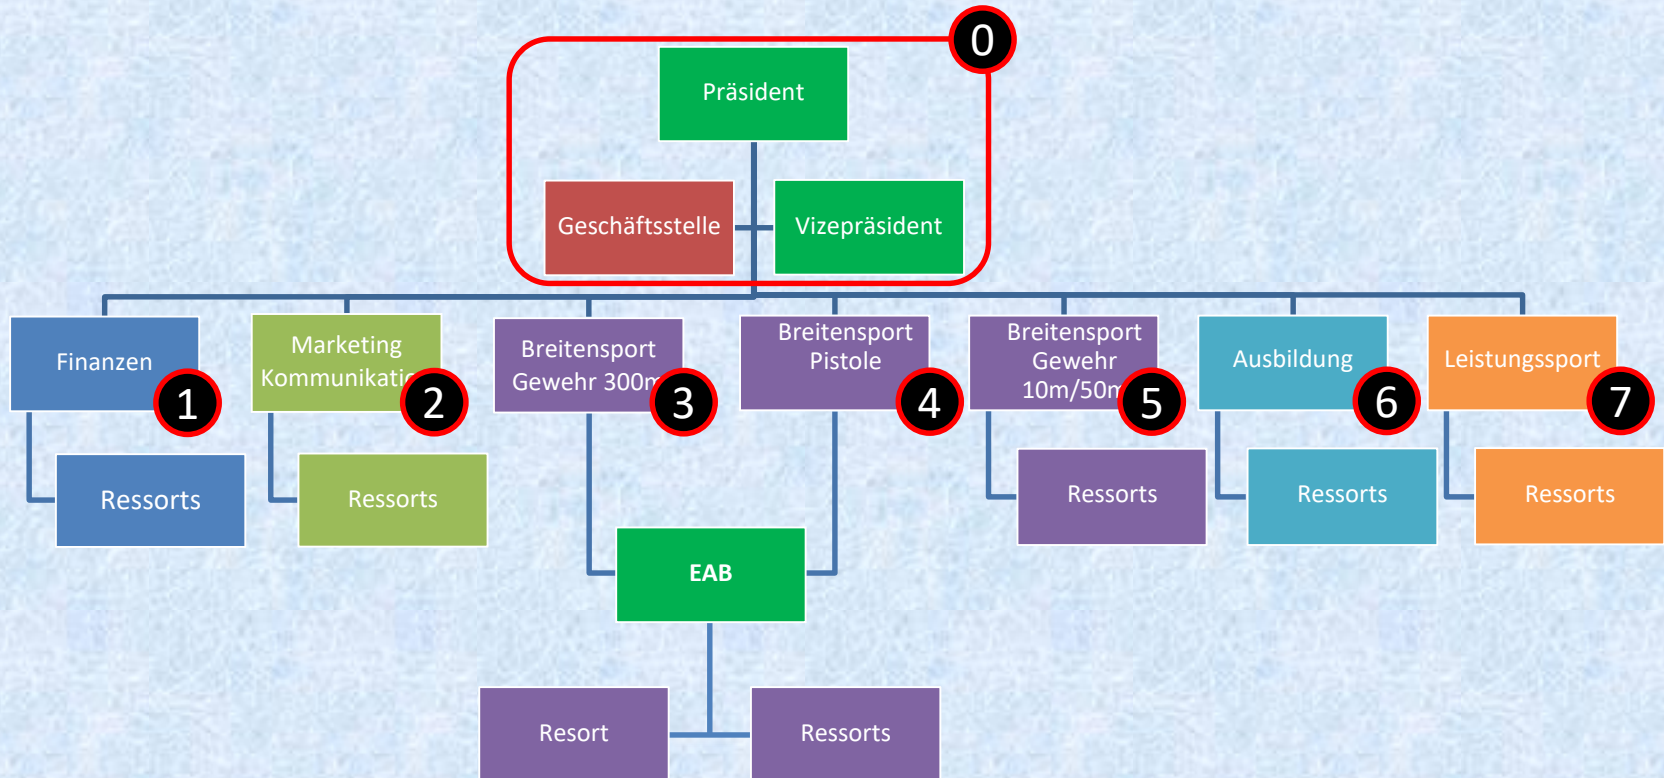 0
Präsident
Geschäftsstelle
Vizepräsident
Finanzen
1
Marketing
Kommunikation
2
Breitensport
Gewehr 300m
3
Breitensport
Pistole
4
Breitensport
Gewehr
10m/50m
5
Ausbildung
6
Leistungssport
7
Ressorts
Ressorts
Ressorts
Ressorts
Ressorts
EAB
Resort
Ressorts